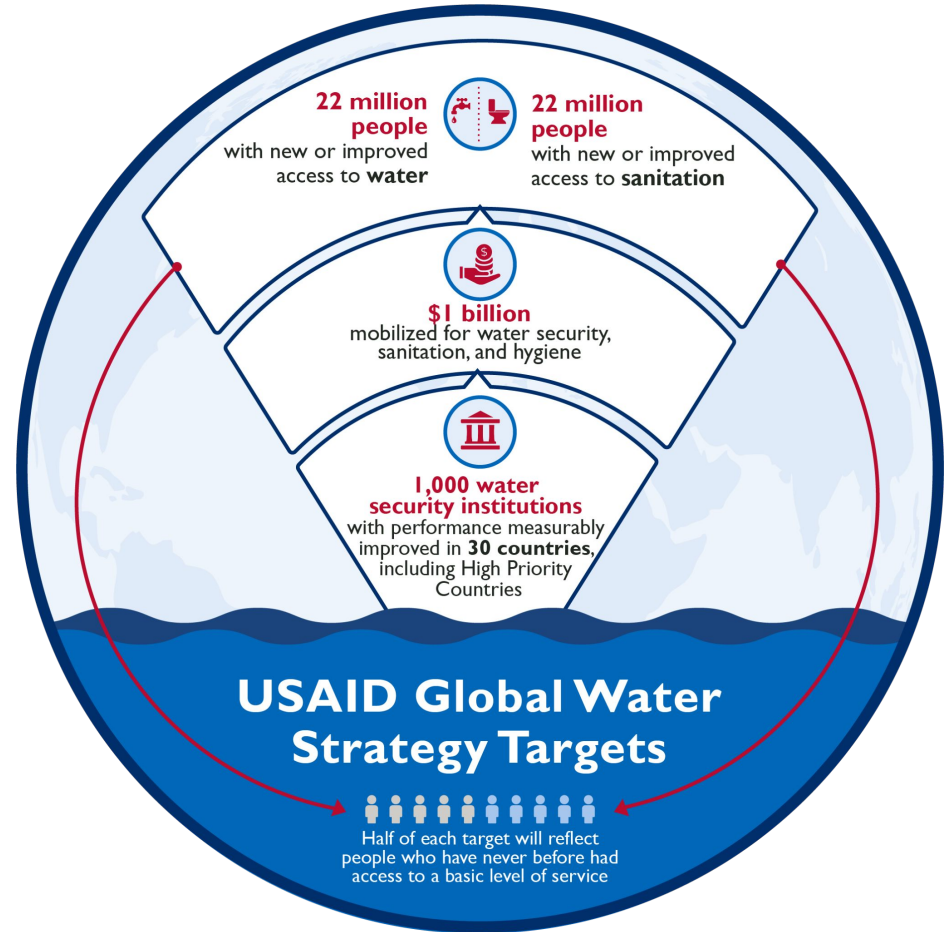 22 million
people
with new or improved
access to water
22 million
people
with new or improved
access to sanitation
$
$1 billion
mobilized for water security,
sanitation, and hygiene
1,000 water
security institutions
with performance measurably
improved in 30 countries,
including High Priority
Countries
USAID Global Water
Strategy Targets
Half of each target will reflect
people who have never before had
access to a basic level of service